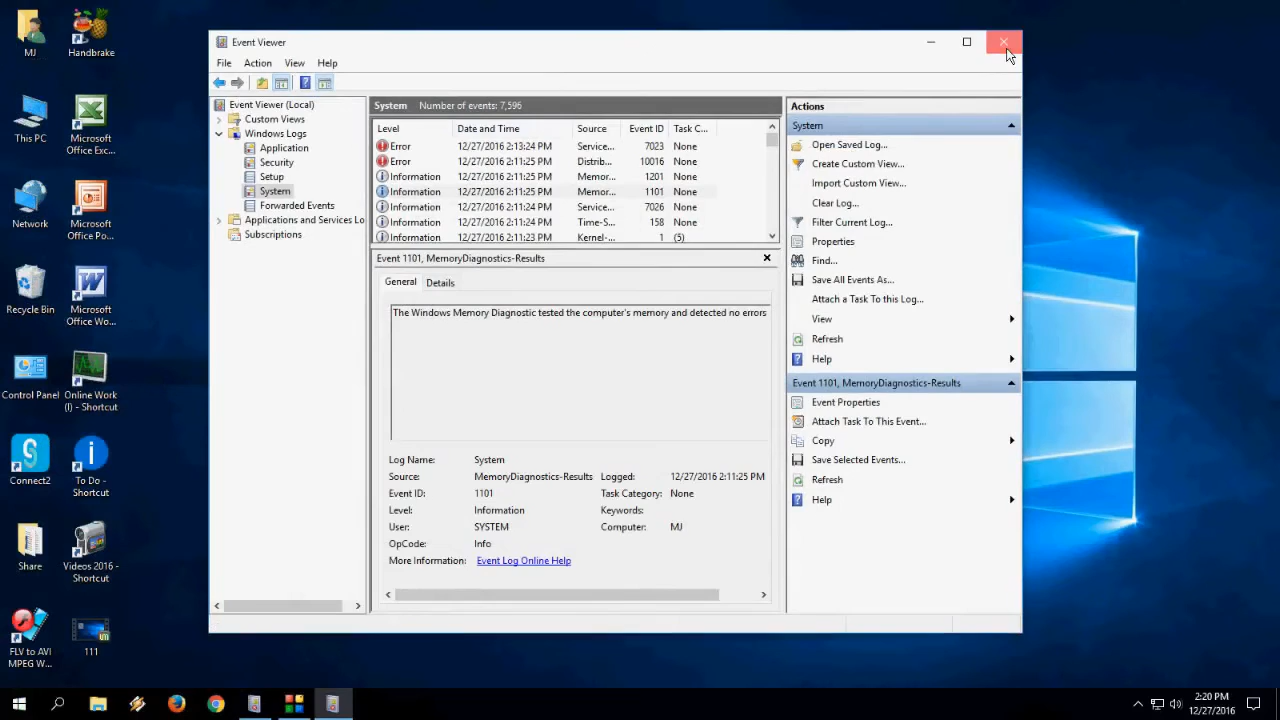 MJ
Handbrake
This PC
Microsoft
Office Exc...
Network
Microsoft
Office Po...
Recycle Bin
Microsoft
Office Wo...
Control Panel
Online Work
(I) - Shortcut
Connect2
To Do -
Shortcut
Share
Videos 2016 -
Shortcut
FLV to AVI
MPEG W...
111
Event Viewer
File Action View Help
Event Viewer (Local)
Custom Views
Windows Logs
Application
Security
Setup
System
Forwarded Events
Applications and Services Lo
Subscriptions
System Number of events: 7,596
Level Date and Time Source Event ID Task C...
Error 12/27/2016 2:13:24 PM Service... 7023 None
Error 12/27/2016 2:11:25 PM Distrib... 10016 None
Information 12/27/2016 2:11:25 PM Memor... 1201 None
Information 12/27/2016 2:11:25 PM Memor... 1101 None
Information 12/27/2016 2:11:24 PM Service... 7026 None
Information 12/27/2016 2:11:24 PM Time-S... 158 None
Information 12/27/2016 2:11:23 PM Kernel-... 1 (5)
Event 1101, MemoryDiagnostics-Results
General Details
The Windows Memory Diagnostic tested the computer's memory and detected no errors
Log Name: System
Source: MemoryDiagnostics-Results Logged: 12/27/2016 2:11:25 PM
Event ID: 1101 Task Category: None
Level: Information Keywords:
User: SYSTEM Computer: MJ
OpCode: Info
More Information: Event Log Online Help
Actions
System
Open Saved Log...
Create Custom View...
Import Custom View...
Clear Log...
Filter Current Log...
Properties
Find...
Save All Events As...
Attach a Task To this Log...
View
Refresh
Help
Event 1101, MemoryDiagnostics-Results
Event Properties
Attach Task To This Event...
Copy
Save Selected Events...
Refresh
Help
2:20 PM
12/27/2016